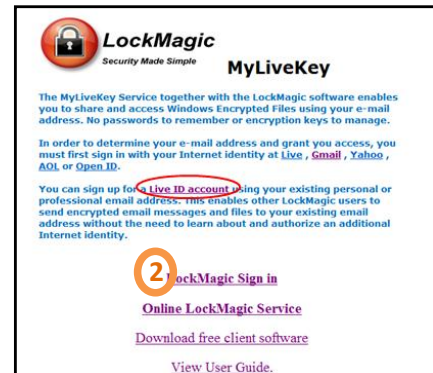 LockMagic
Security Made Simple
MyLiveKey
The MyLiveKey Service together with the LockMagic software enables
you to share and access Windows Encrypted Files using your e-mail
address. No passwords to remember or encryption keys to manage.
In order to determine your e-mail address and grant you access, you
must first sign in with your Internet identity at Live , Gmail , Yahoo ,
AOL or Open ID.
You can sign up for a Live ID account using your existing personal or
professional email address. This enables other LockMagic users to
send encrypted email messages and files to your existing email
address without the need to learn about and authorize an additional
Internet identity.
2 ockMagic Sign in
Online LockMagic Service
Download free client software
View User Guide.